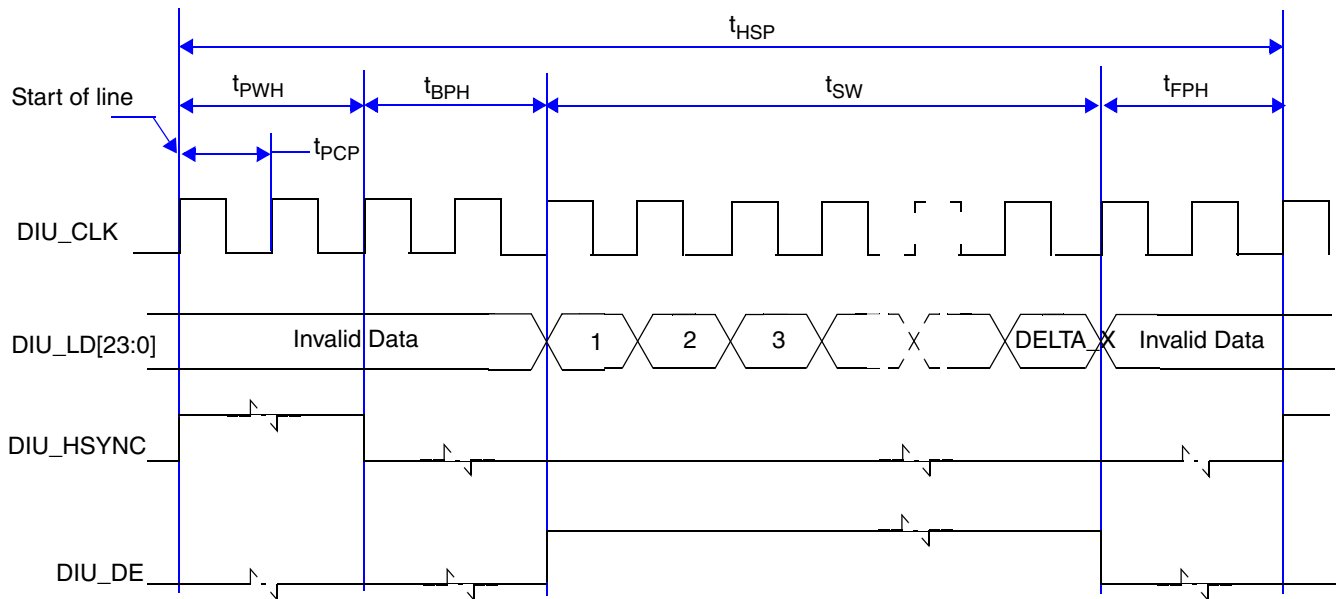 tHSP
tPWH tBPH tSW tFPH
Start of line
tPCP
DIU_CLK
DIU_LD[23:0] Invalid Data 1 2 3 DELTA_X Invalid Data
DIU_HSYNC
DIU_DE